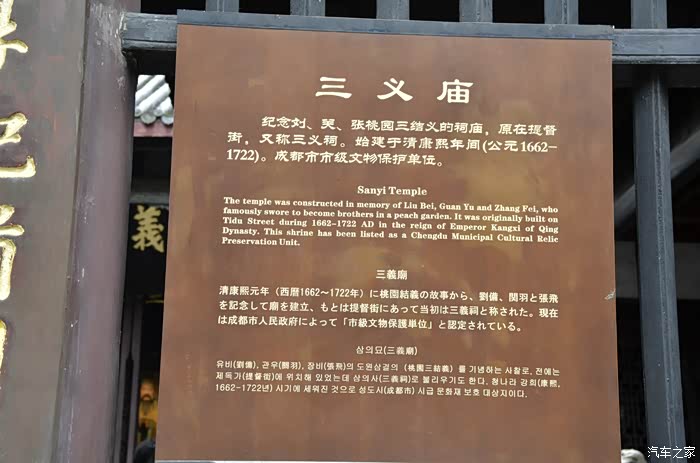 義
三义庙
纪念刘、关、张桃园三结义的祠庙，原在提督
街，又称三义祠。始建于清康熙年间(公元1662-
1722)。成都市市级文物保护单位。
Sanyi Temple
The temple was constructed in memory of Liu Bei, Guan Yu and Zhang Fei, who
famously swore to become brothers in a peach garden. It was originally built on
Tidu Street during 1662-1722 AD in the reign of Emperor Kangxi of Qing
Dynasty. This shrine has been listed as a Chengdu Municipal Cultural Relic
Preservation Unit.
三義廟
清康熙元年（西暦1662～1722年）に桃園結義の故事から、劉備、関羽と張飛
を記念して廟を建立、もとは提督街にあって当初は三義祠と称された。現在
は成都市人民政府によって「市級文物保護単位」と認定されている。
삼의묘(三義廟)
유비(劉備), 관우(關羽), 장비(張飛)의 도원삼결의 (桃園三結義) 를 기념하는 사찰로, 전에는
제독가(提督街)에 위치해 있었는데 삼의사(三義祠)로 불리우기도 한다. 청나라 강희(康熙,
1662-1722년) 시기에 세워진 것으로 성도시(成都市) 시급 문화재 보호 대상지이다.
汽车之家